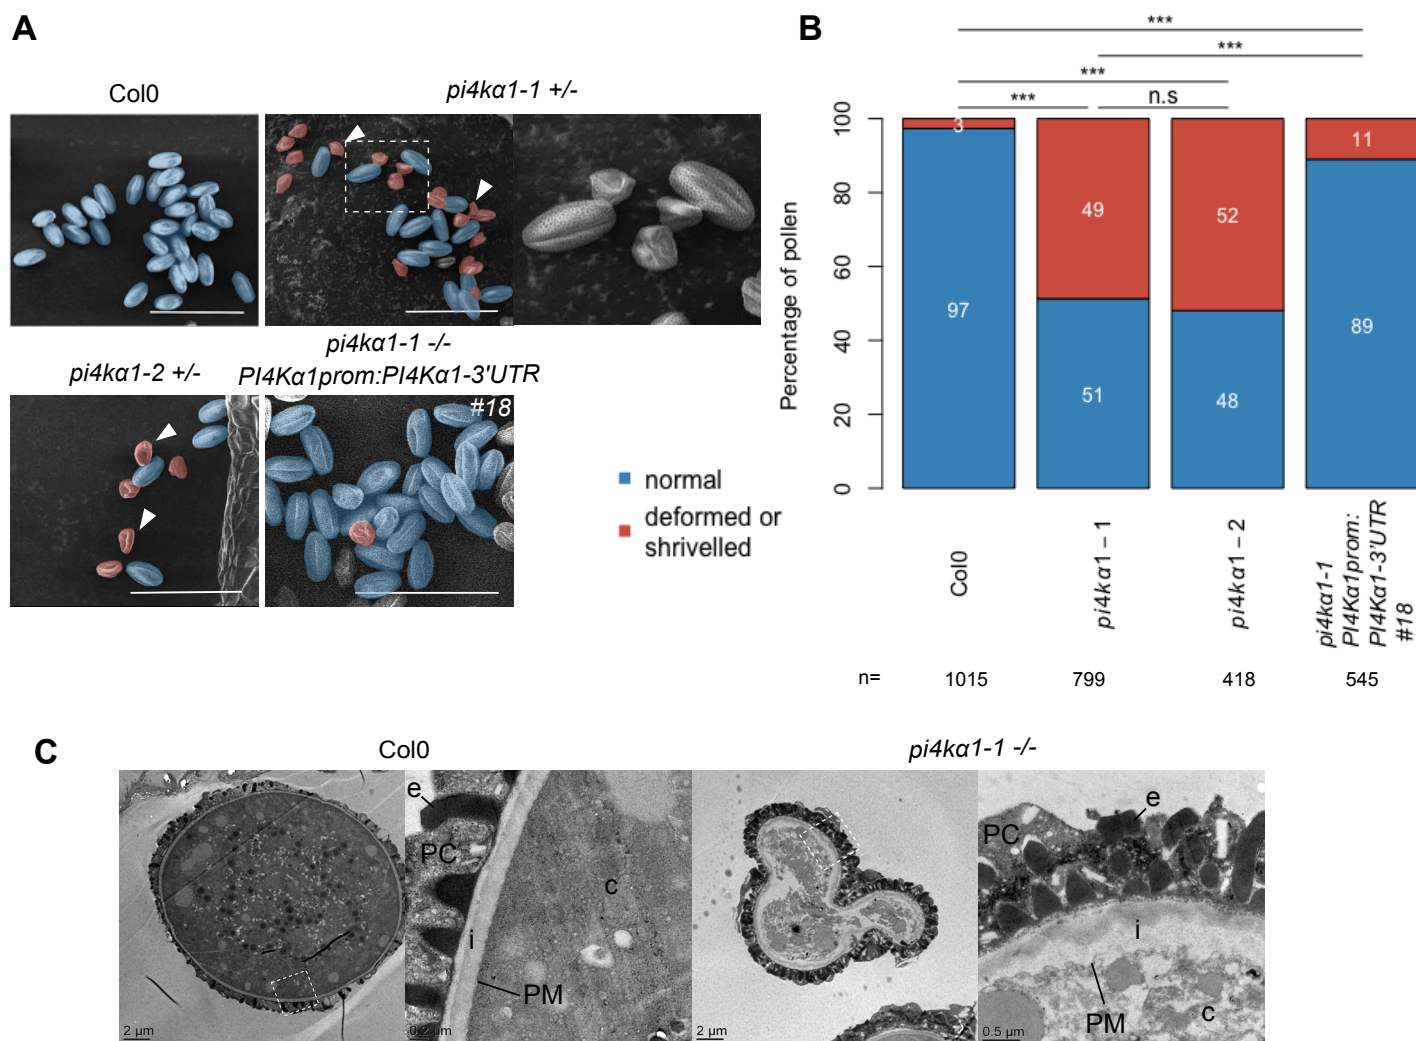 A
Col0
pi4kα1-1 +/-
pi4kα1-2 +/-
pi4kα1-1 -/-
PI4Kα1prom:PI4Kα1-3'UTR
#18
B
***
***
***
***
n.s
Percentage of pollen
100
80
60
40
20
0
3
97
49
51
52
48
11
89
normal
deformed or
shrivelled
Col0
pi4kα1-1
pi4kα1-2
pi4kα1-1
PI4Kα1prom:
PI4Kα1-3'UTR
#18
n=
1015
799
418
545
C
Col0
pi4kα1-1 -/-
2 µm
e
PC
c
i
PM
0.2 µm
2 µm
e
PC
i
PM
c
0.5 µm